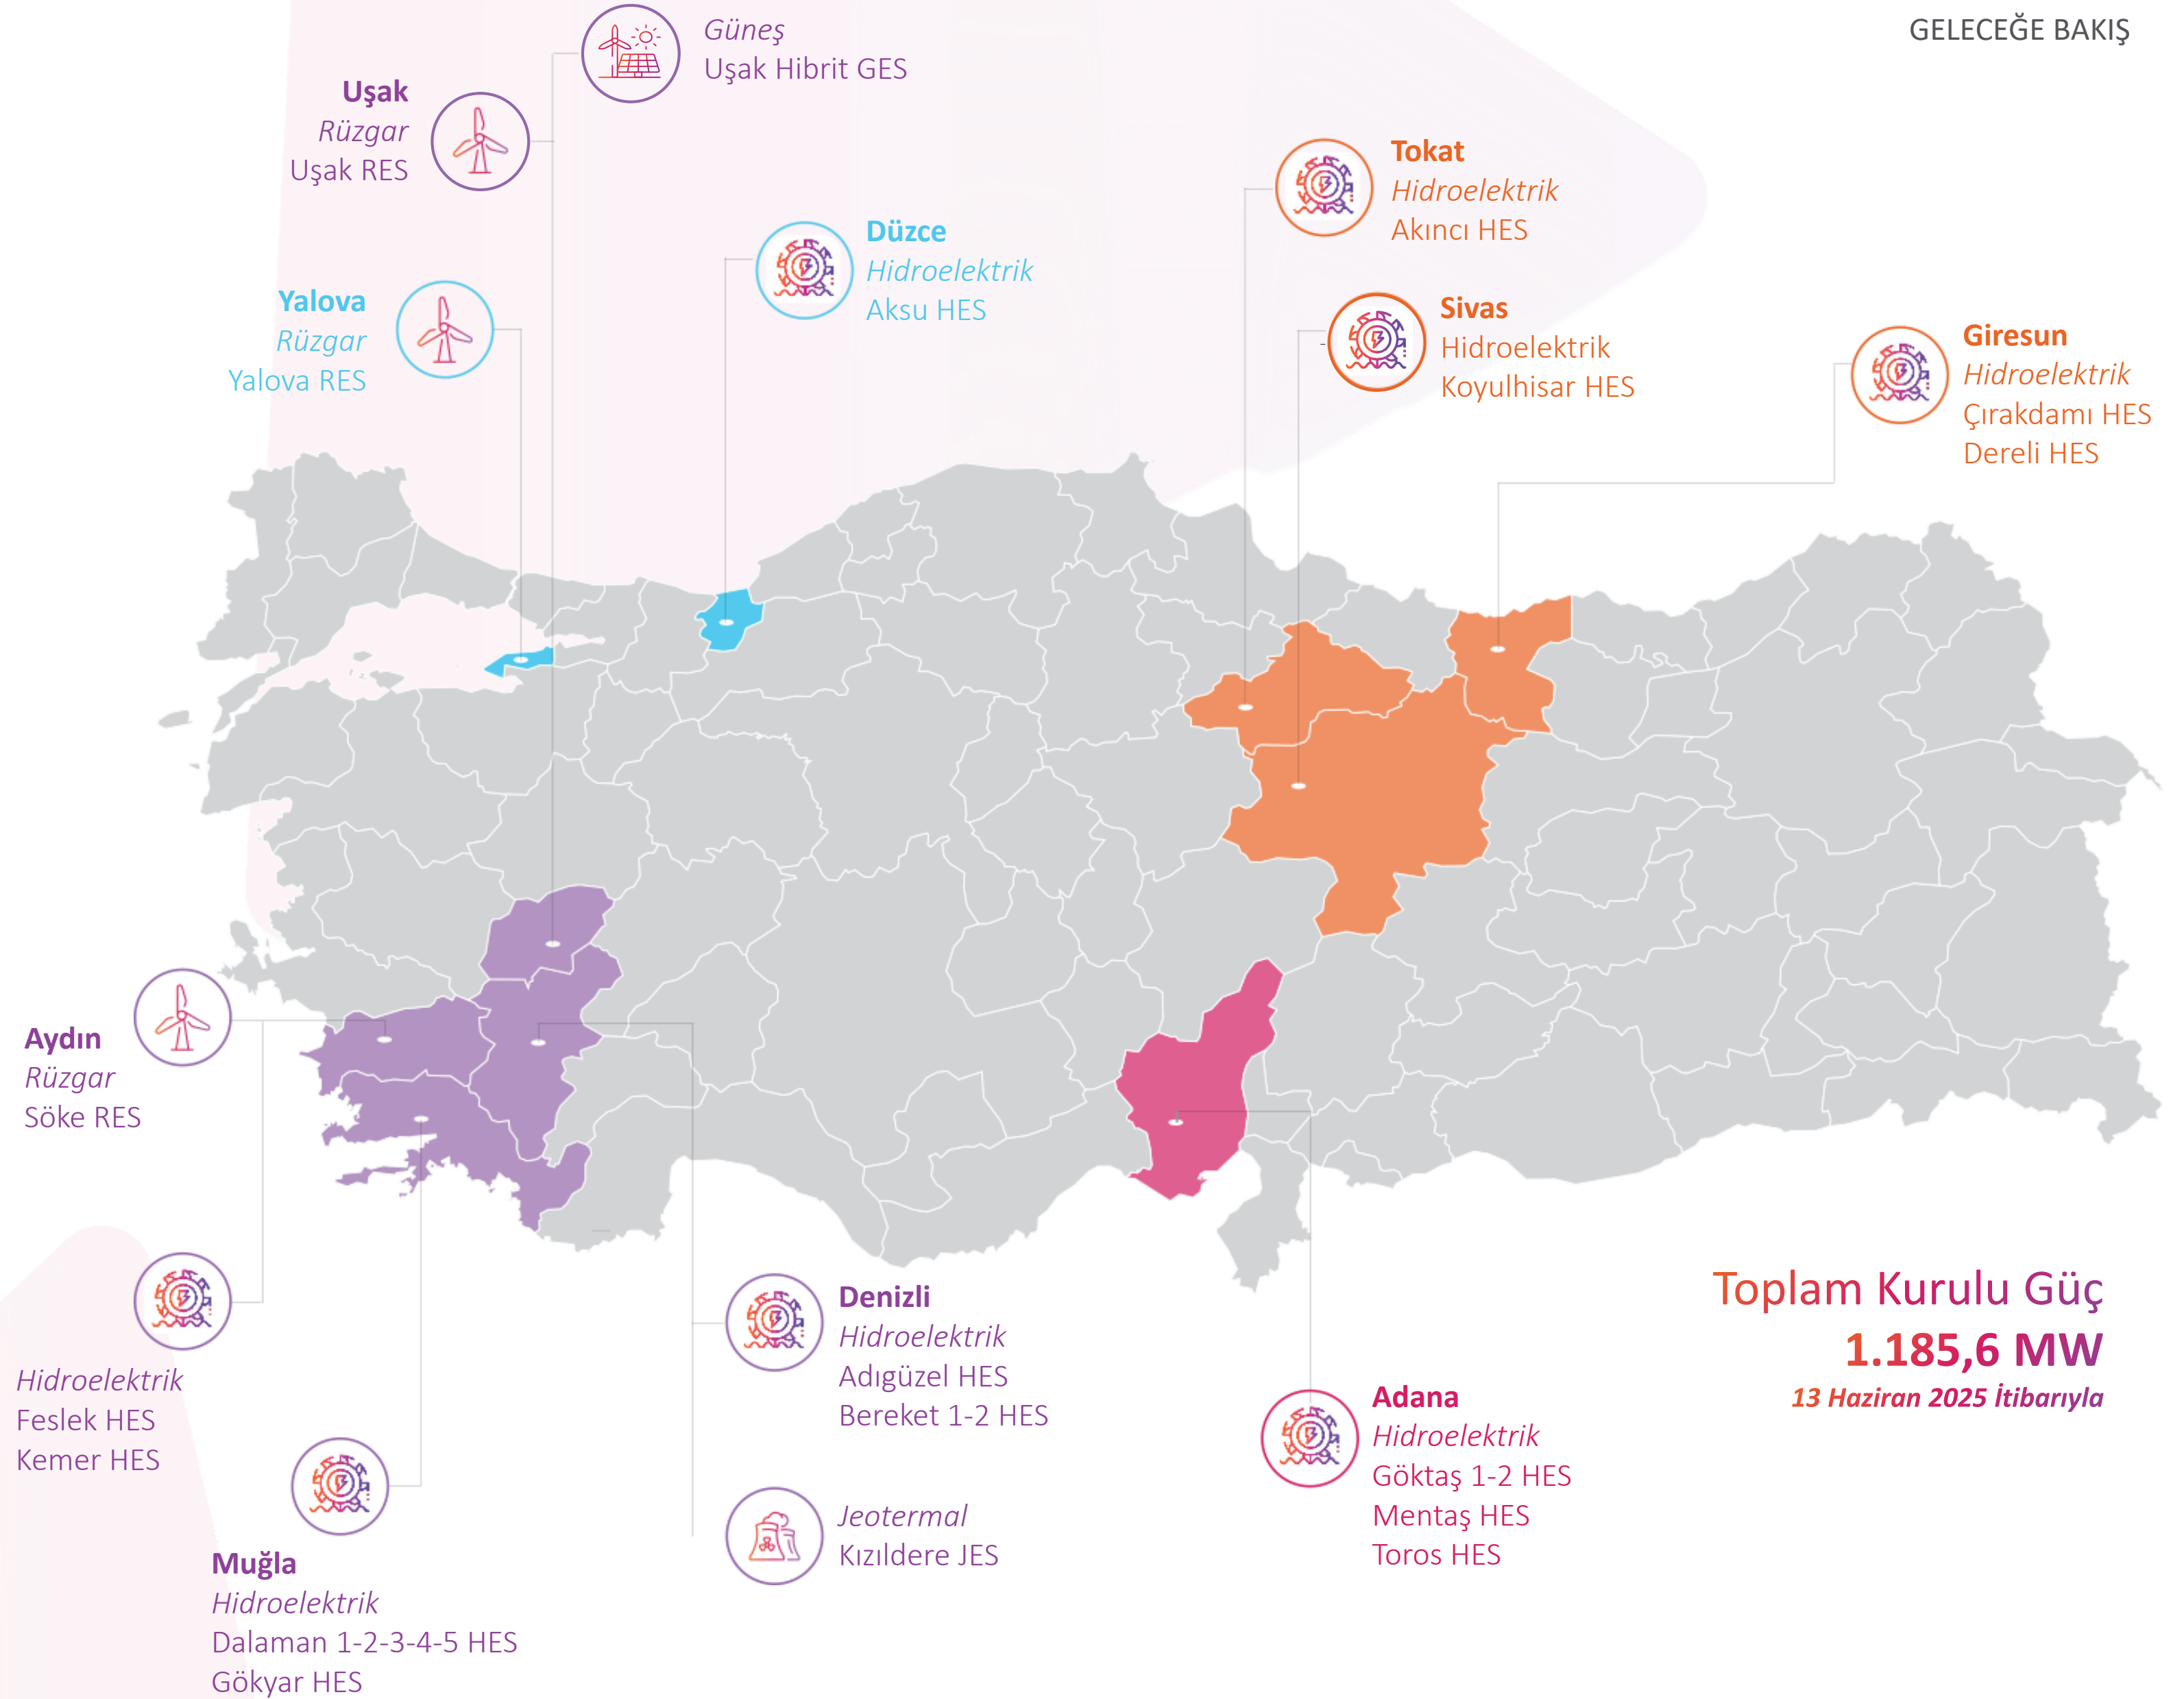 GELECEĞE BAKIŞ
Güneş
Uşak Hibrit GES
Uşak
Rüzgar
Uşak RES
Tokat
Hidroelektrik
Akıncı HES
Düzce
Hidroelektrik
Aksu HES
Yalova
Rüzgar
Yalova RES
Sivas
Hidroelektrik
Koyulhisar HES
Giresun
Hidroelektrik
Çırakdamı HES
Dereli HES
Aydın
Rüzgar
Söke RES
Hidroelektrik
Feslek HES
Kemer HES
Muğla
Hidroelektrik
Dalaman 1-2-3-4-5 HES
Gökyar HES
Denizli
Hidroelektrik
Adıgüzel HES
Bereket 1-2 HES
Jeotermal
Kızıldere JES
Adana
Hidroelektrik
Göktaş 1-2 HES
Mentaş HES
Toros HES
Toplam Kurulu Güç
1.185,6 MW
13 Haziran 2025 İtibarıyla